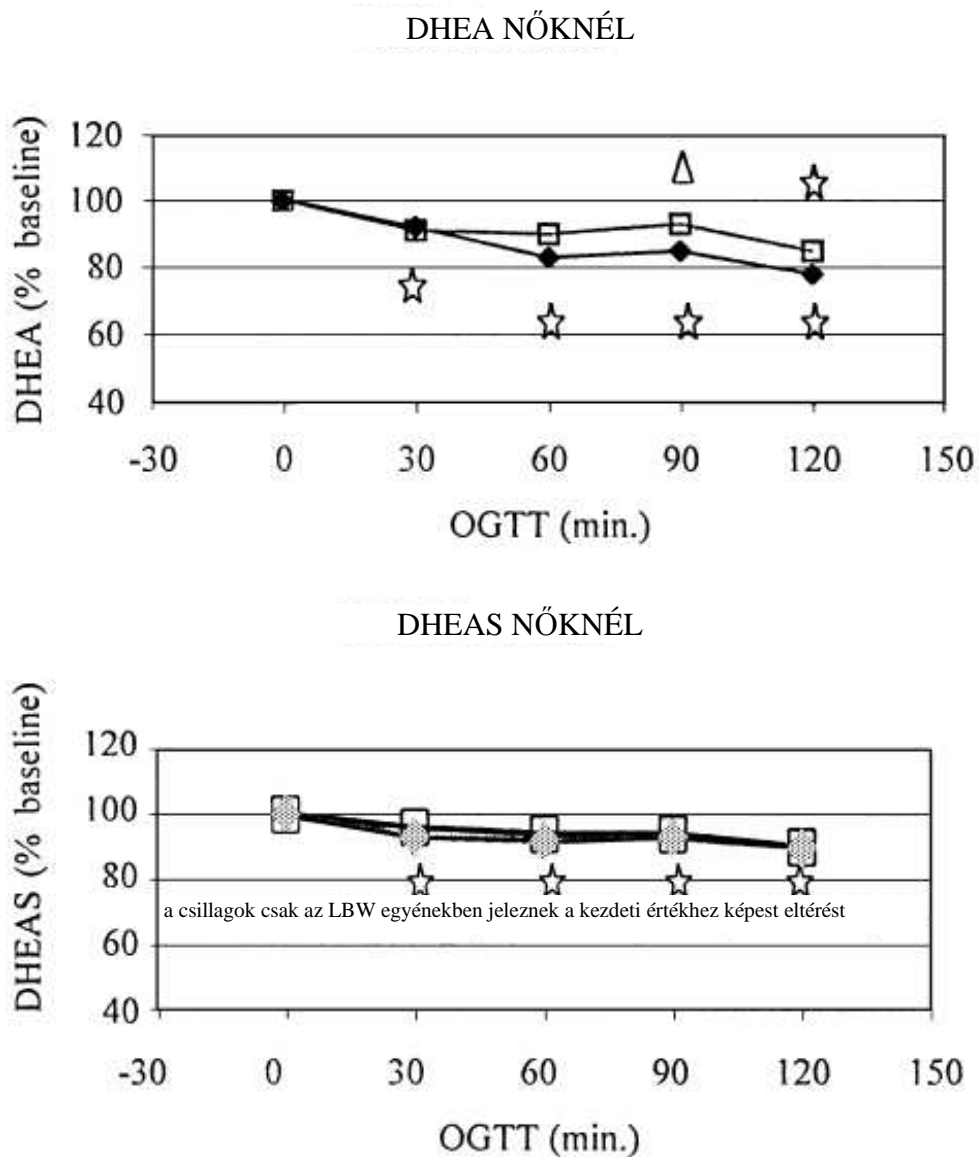 DHEA NŐKNÉL
DHEA (% baseline)
120
100
80
60
40
-30 0 30 60 90 120 150
OGTT (min.)
DHEAS NŐKNÉL
DHEAS (% baseline)
120
100
80
a csillagok csak az LBW egyénekben jeleznek a kezdeti értékhez képest eltérést
60
40
-30 0 30 60 90 120 150
OGTT (min.)